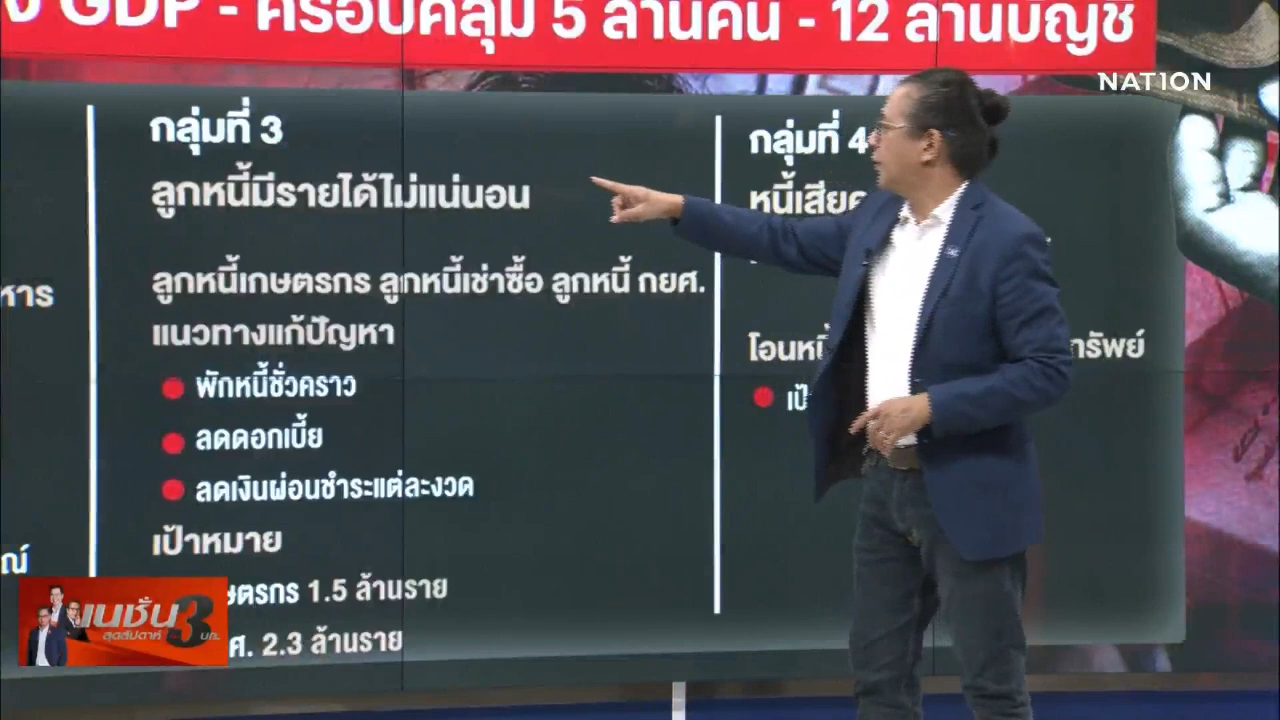 GDP - ครอบคลุม 5 ล้านคน - 12 ล้านบัญชี
NATION
กลุ่มที่ 3
ลูกหนี้มีรายได้ไม่แน่นอน
ลูกหนี้เกษตรกร ลูกหนี้เช่าซื้อ ลูกหนี้ กยศ.
แนวทางแก้ปัญหา
พักหนี้ชั่วคราว
ลดดอกเบี้ย
ลดเงินผ่อนชำระแต่ละงวด
เป้าหมาย
ษตรกร 1.5 ล้านราย
ศ. 2.3 ล้านราย
กลุ่มที่ 4
หนี้เสีย
โอนหนี้
ทรัพย์
หาร
ณ์
เนชั่น
สุดสัปดาห์
3
บก.